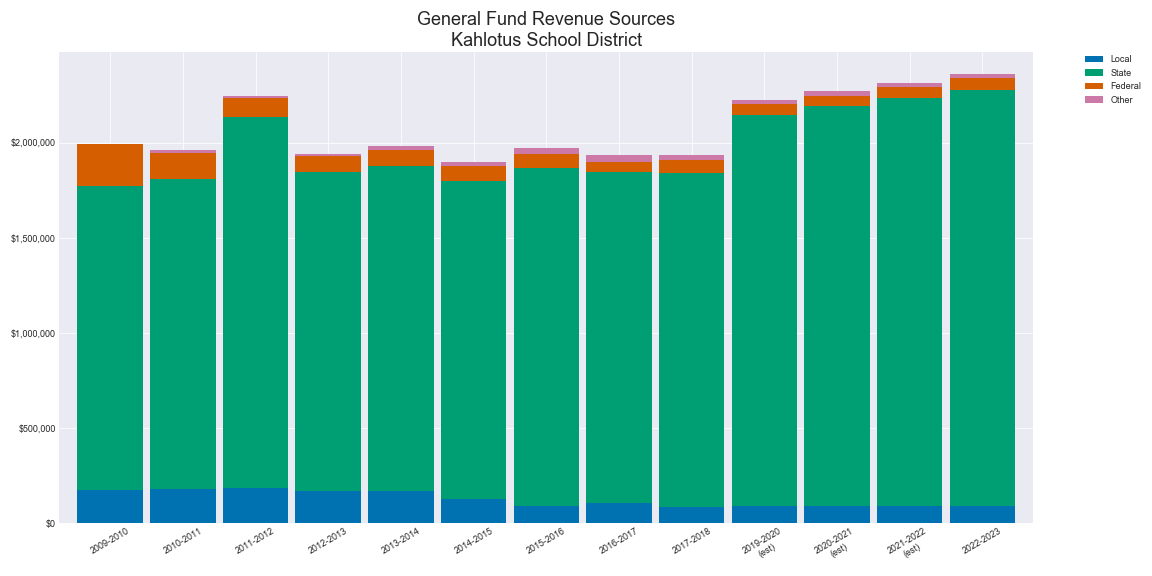 General Fund Revenue Sources
Kahlotus School District
Local
State
Federal
Other
$2,000,000
$1,500,000
$1,000,000
$500,000
$0
2009-2010
2010-2011
2011-2012
2012-2013
2013-2014
2014-2015
2015-2016
2016-2017
2017-2018
2019-2020
(est)
2020-2021
(est)
2021-2022
(est)
2022-2023